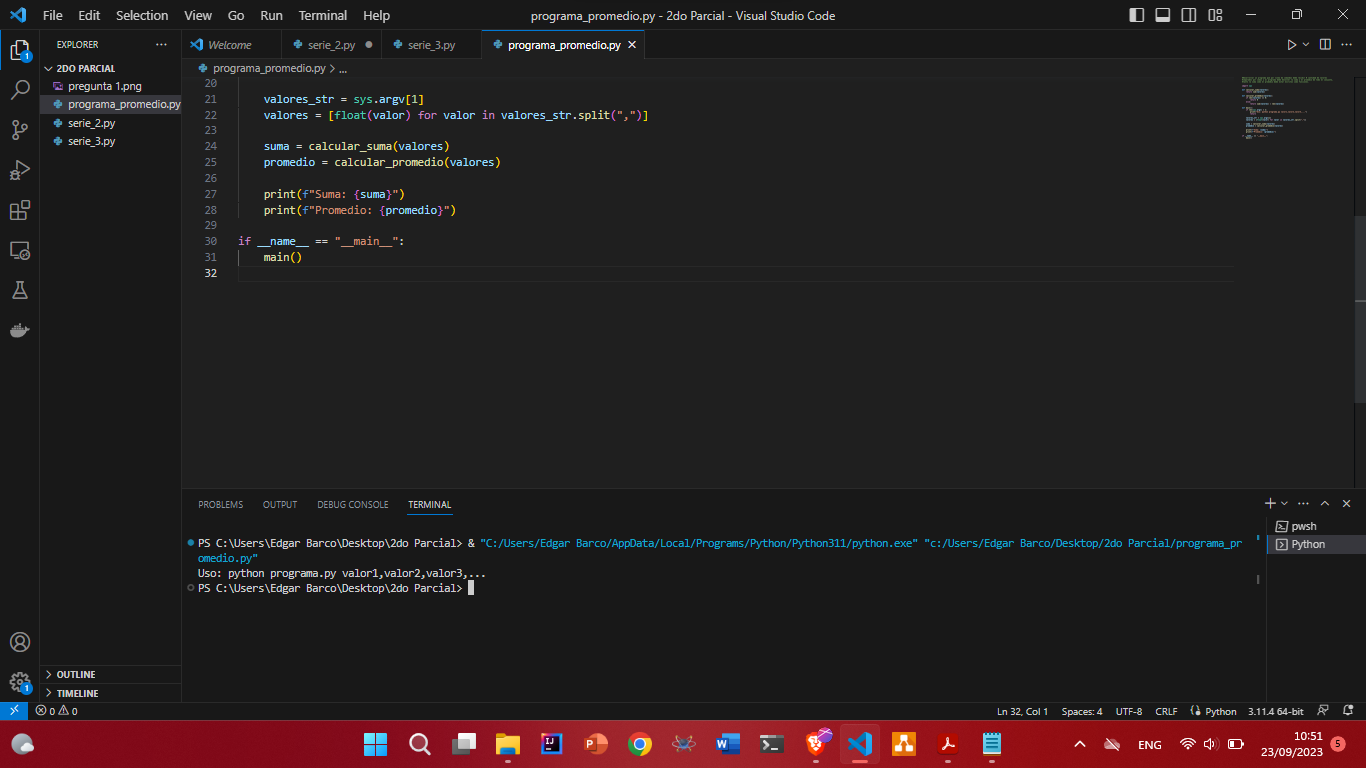 File Edit Selection View Go Run Terminal Help
programa_promedio.py - 2do Parcial - Visual Studio Code
EXPLORER
Welcome serie_2.py serie_3.py programa_promedio.py
2DO PARCIAL
pregunta 1.png
programa_promedio.py
serie_2.py
serie_3.py
programa_promedio.py > ...
20
21 valores_str = sys.argv[1]
22 valores = [float(valor) for valor in valores_str.split(",")]
23
24 suma = calcular_suma(valores)
25 promedio = calcular_promedio(valores)
26
27 print(f"Suma: {suma}")
28 print(f"Promedio: {promedio}")
29
30 if __name__ == "__main__":
31 main()
32
PROBLEMS OUTPUT DEBUG CONSOLE TERMINAL
pwsh
Python
PS C:\Users\Edgar Barco\Desktop\2do Parcial> & "C:/Users/Edgar Barco/AppData/Local/Programs/Python/Python311/python.exe" "c:/Users/Edgar Barco/Desktop/2do Parcial/programa_pr
omedio.py"
Uso: python programa.py valor1,valor2,valor3,...
PS C:\Users\Edgar Barco\Desktop\2do Parcial>
OUTLINE
TIMELINE
1
1
0 0
Ln 32, Col 1 Spaces: 4 UTF-8 CRLF Python 3.11.4 64-bit
ENG
10:51
23/09/2023
5